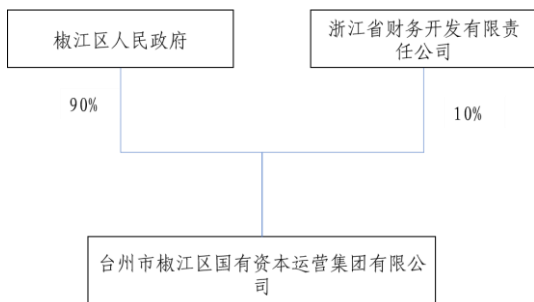 椒江区人民政府
浙江省财务开发有限责
任公司
90%
10%
台州市椒江区国有资本运营集团有限公
司